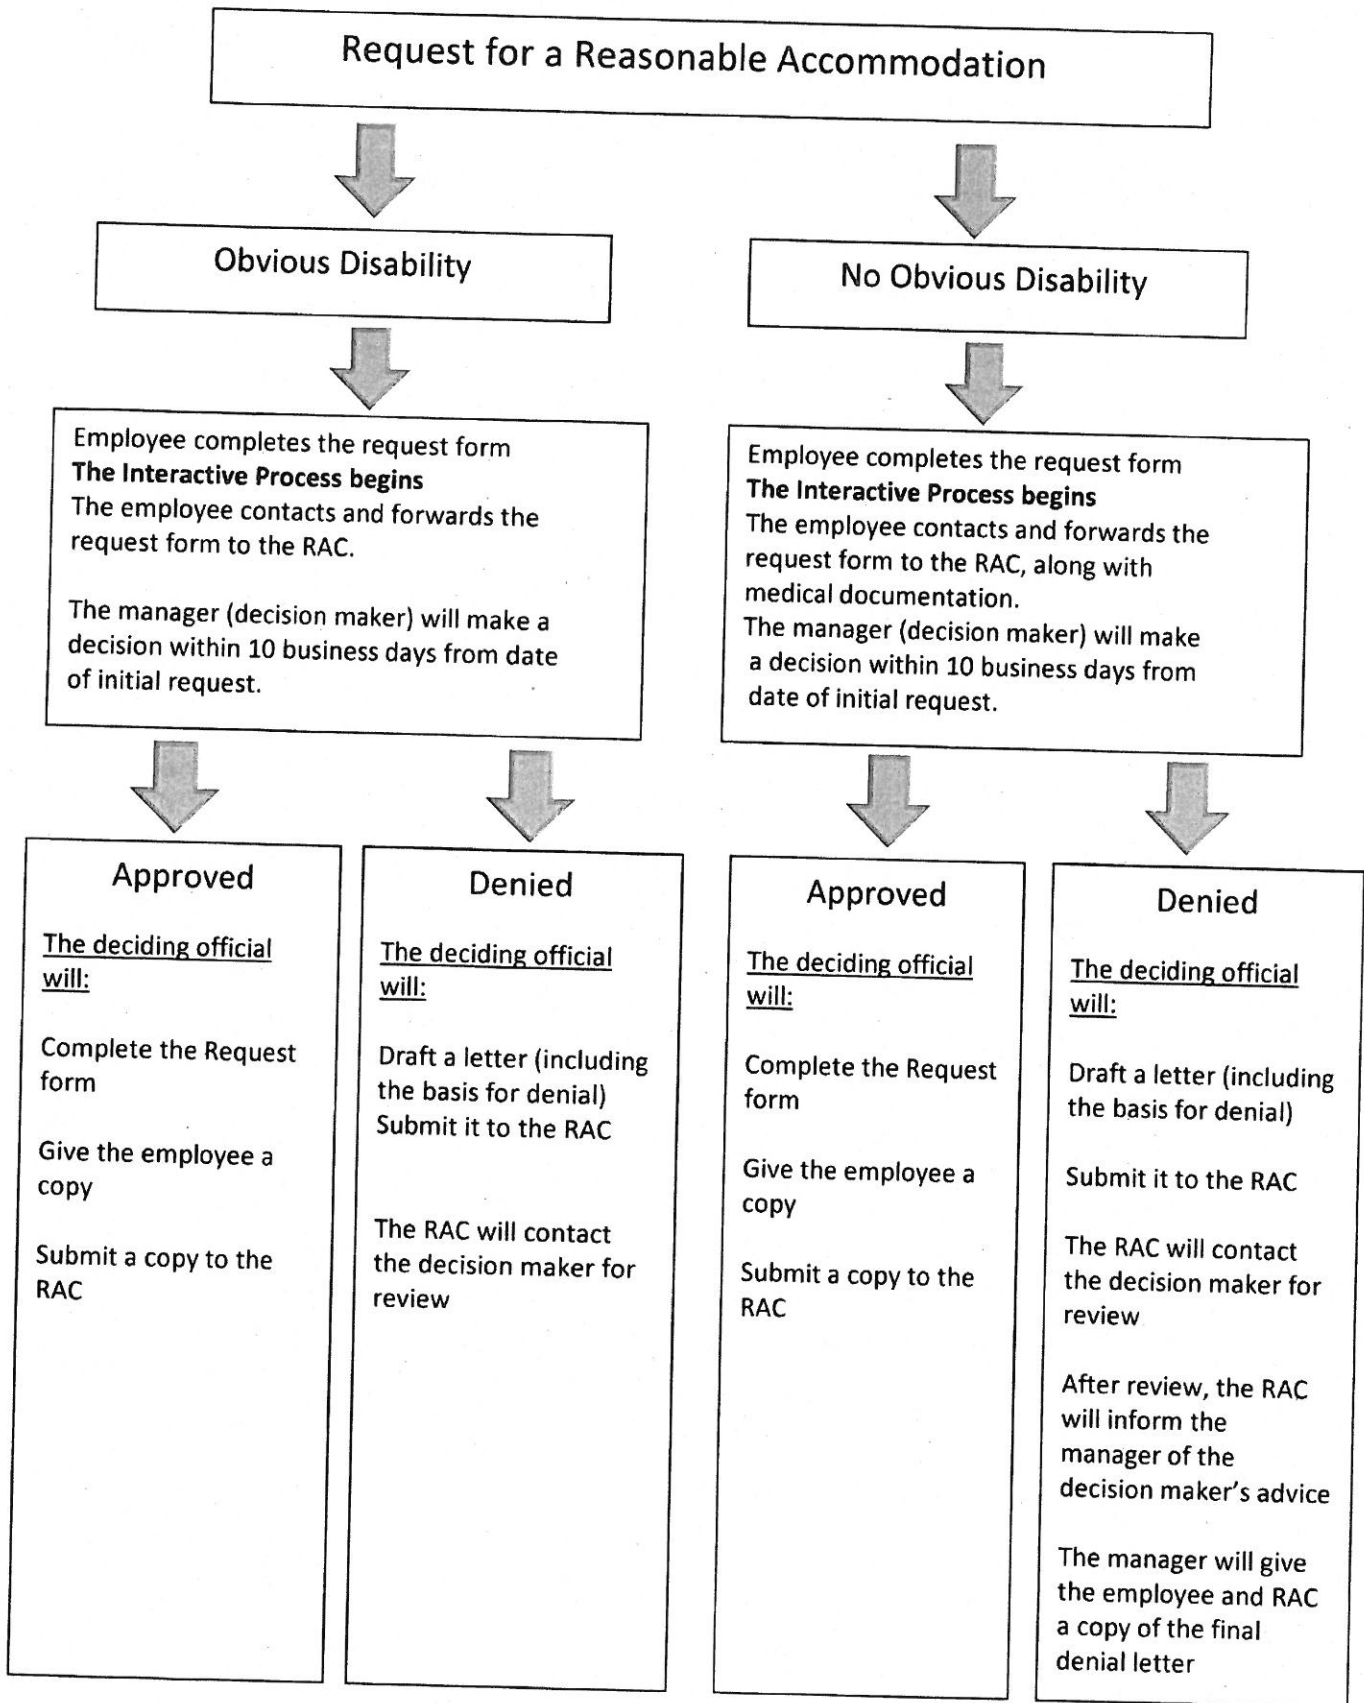 Request for a Reasonable Accommodation
Obvious Disability
No Obvious Disability
Employee completes the request form
The Interactive Process begins
The employee contacts and forwards the
request form to the RAC.
The manager (decision maker) will make a
decision within 10 business days from date
of initial request.
Employee completes the request form
The Interactive Process begins
The employee contacts and forwards the
request form to the RAC, along with
medical documentation.
The manager (decision maker) will make
a decision within 10 business days from
date of initial request.
Approved
The deciding official
will:
Complete the Request
form
Give the employee a
copy
Submit a copy to the
RAC
Denied
The deciding official
will:
Draft a letter (including
the basis for denial)
Submit it to the RAC
The RAC will contact
the decision maker for
review
Approved
The deciding official
will:
Complete the Request
form
Give the employee a
copy
Submit a copy to the
RAC
Denied
The deciding official
will:
Draft a letter (including
the basis for denial)
Submit it to the RAC
The RAC will contact
the decision maker for
review
After review, the RAC
will inform the
manager of the
decision maker's advice
The manager will give
the employee and RAC
a copy of the final
denial letter